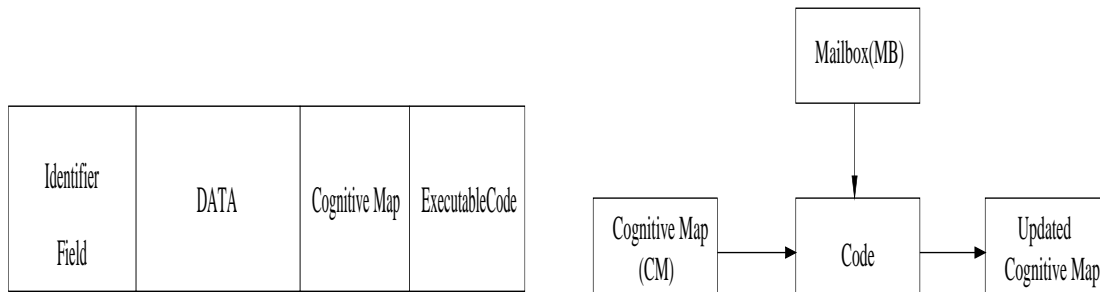 Identifier
Field
DATA
Cognitive Map
ExecutableCode
Mailbox(MB)
Cognitive Map
(CM)
Code
Updated
Cognitive Map